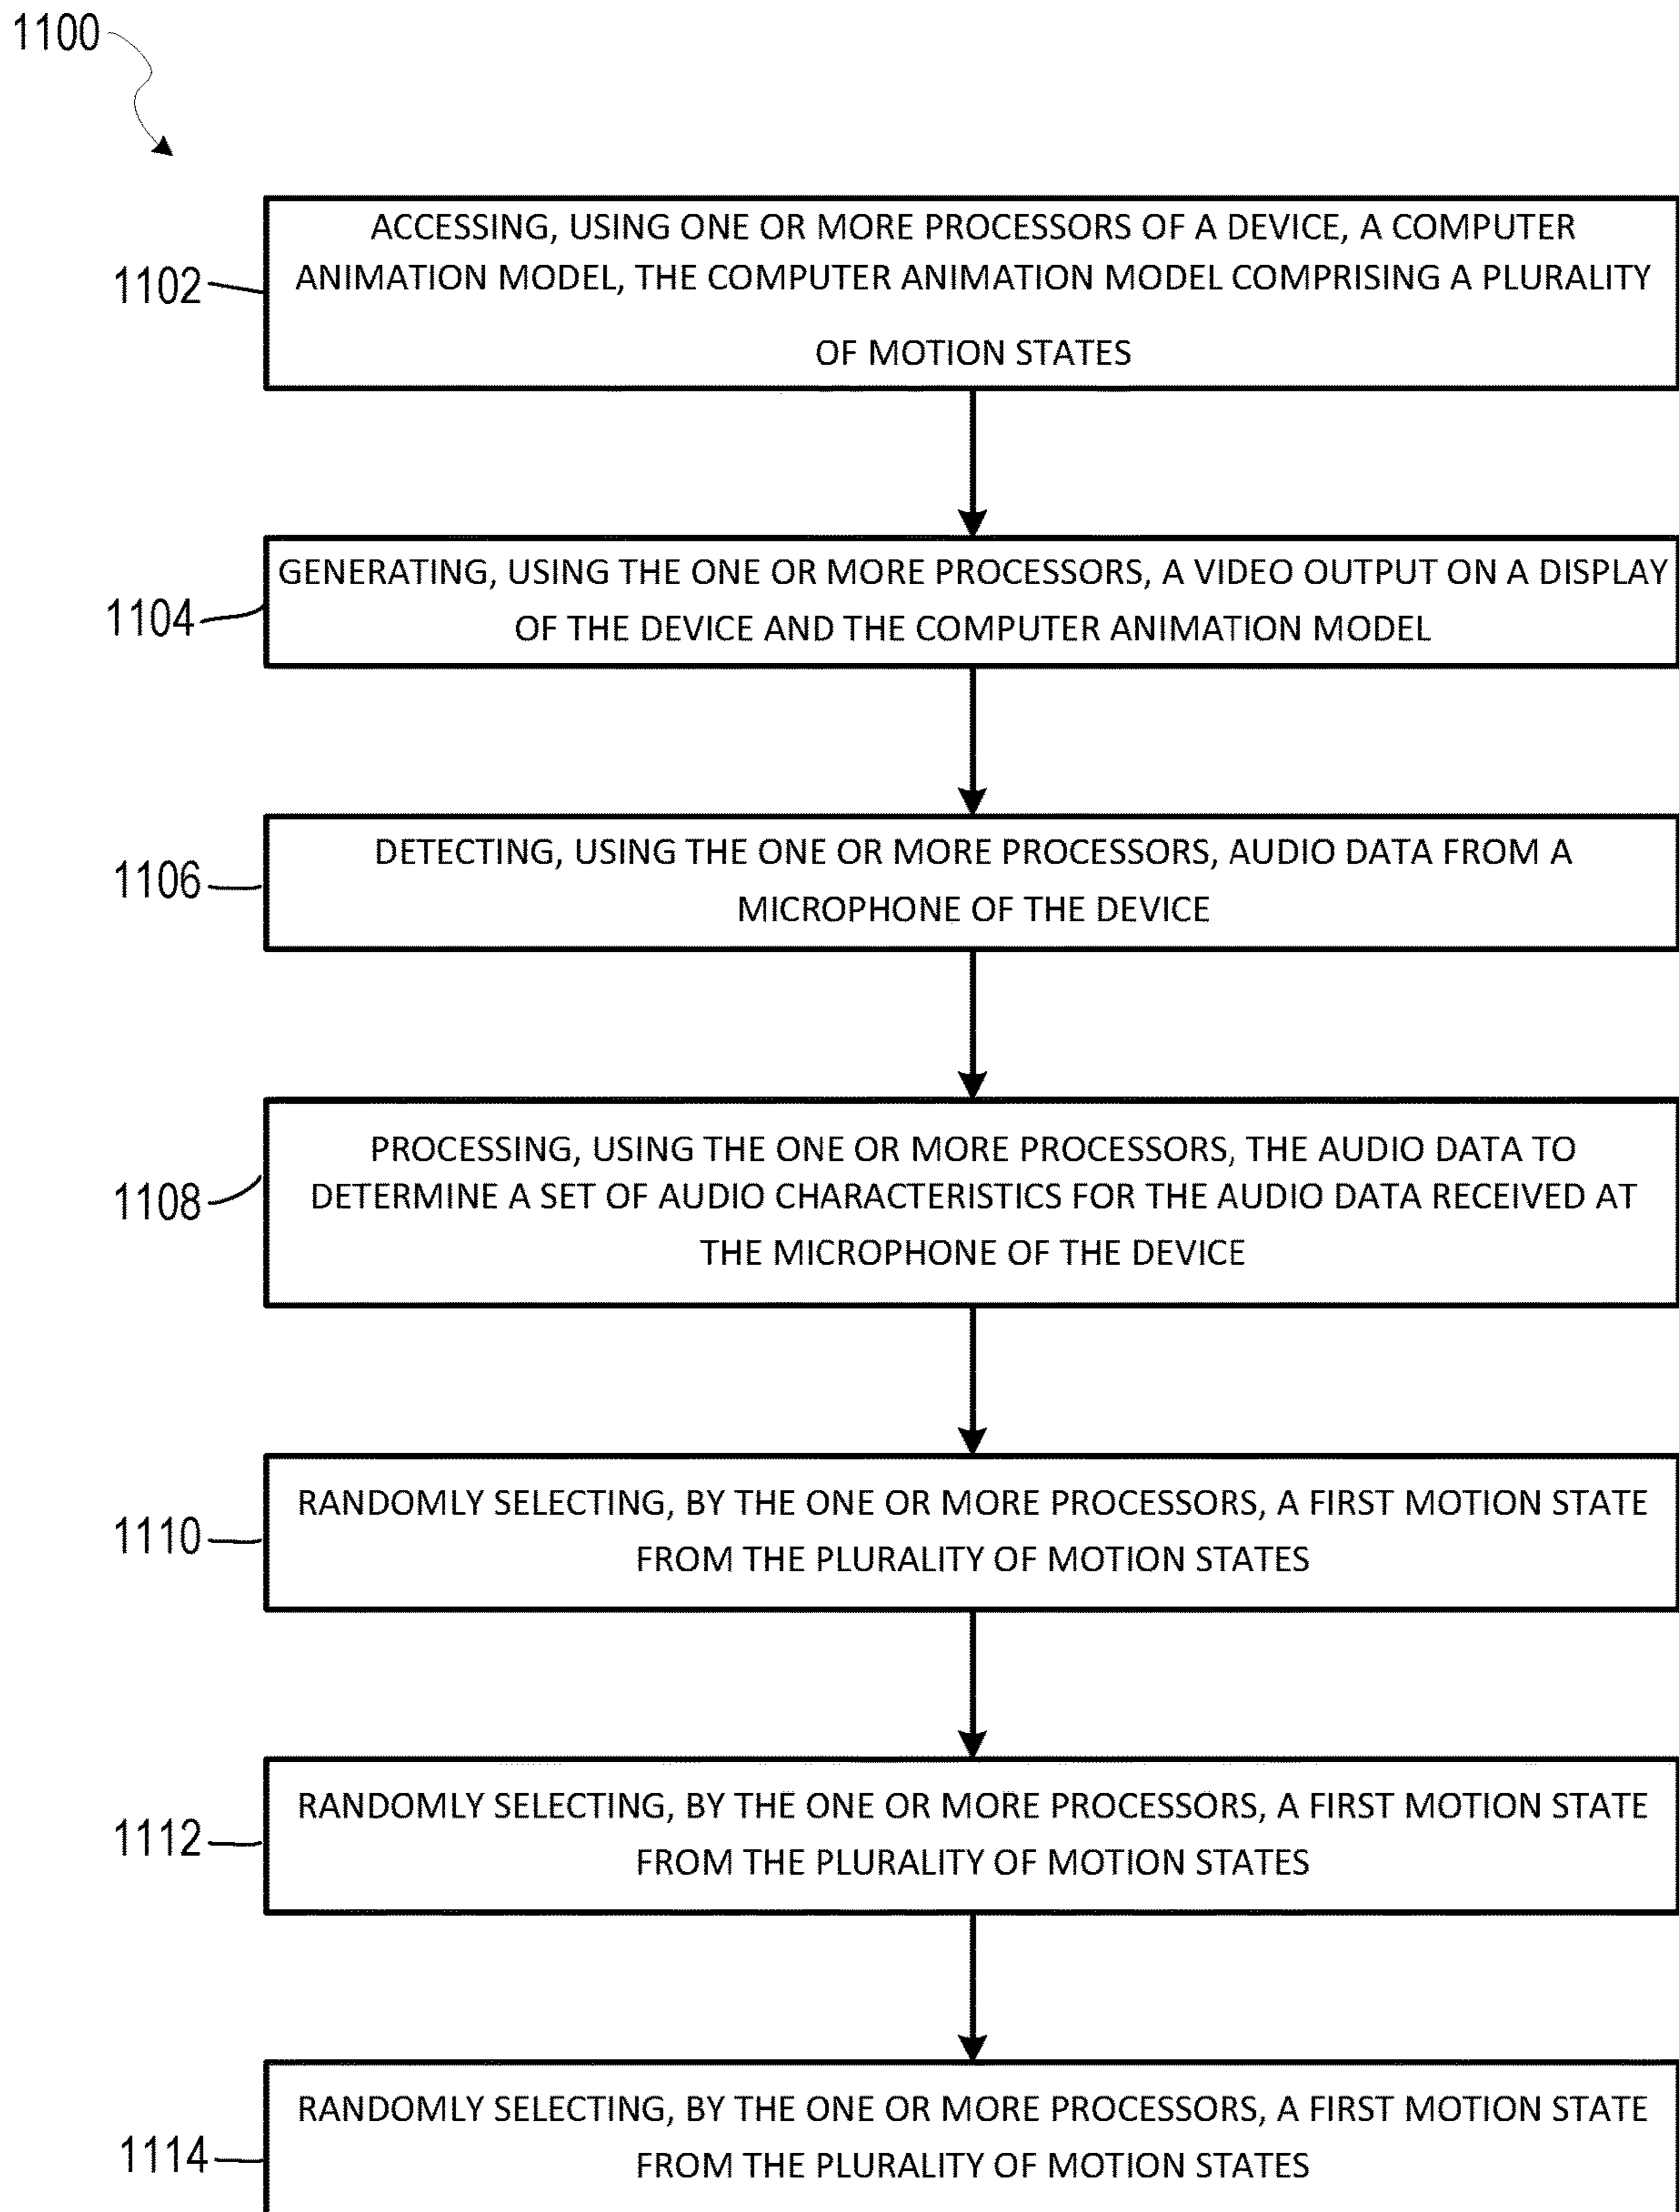 1100
ACCESSING, USING ONE OR MORE PROCESSORS OF A DEVICE, A COMPUTER
ANIMATION MODEL, THE COMPUTER ANIMATION MODEL COMPRISING A PLURALITY
OF MOTION STATES
1102
GENERATING, USING THE ONE OR MORE PROCESSORS, A VIDEO OUTPUT ON A DISPLAY
OF THE DEVICE AND THE COMPUTER ANIMATION MODEL
1104
DETECTING, USING THE ONE OR MORE PROCESSORS, AUDIO DATA FROM A
MICROPHONE OF THE DEVICE
1106
PROCESSING, USING THE ONE OR MORE PROCESSORS, THE AUDIO DATA TO
DETERMINE A SET OF AUDIO CHARACTERISTICS FOR THE AUDIO DATA RECEIVED AT
THE MICROPHONE OF THE DEVICE
1108
RANDOMLY SELECTING, BY THE ONE OR MORE PROCESSORS, A FIRST MOTION STATE
FROM THE PLURALITY OF MOTION STATES
1110
RANDOMLY SELECTING, BY THE ONE OR MORE PROCESSORS, A FIRST MOTION STATE
FROM THE PLURALITY OF MOTION STATES
1112
RANDOMLY SELECTING, BY THE ONE OR MORE PROCESSORS, A FIRST MOTION STATE
FROM THE PLURALITY OF MOTION STATES
1114